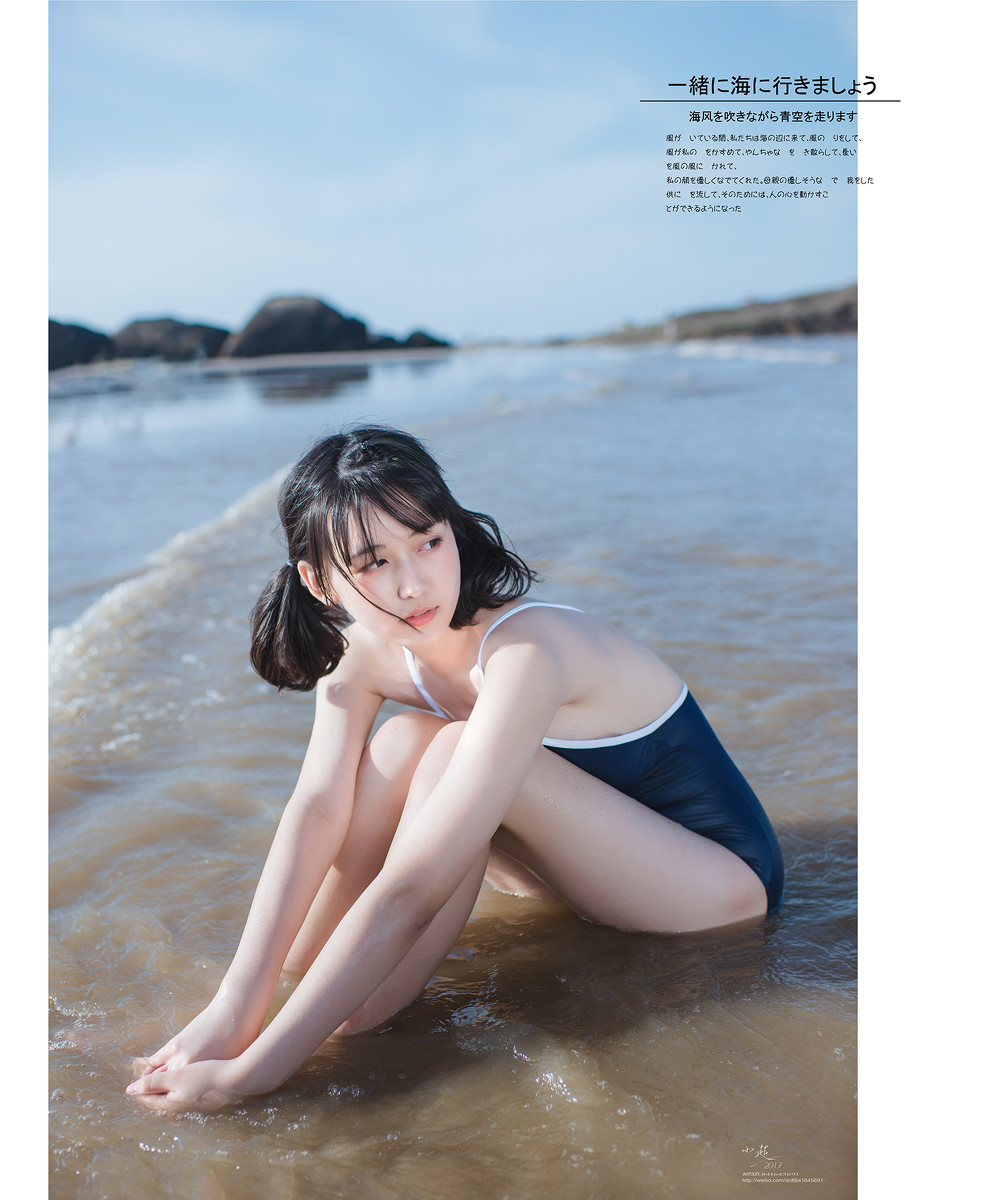 一緒に海に行きましょう
海风を吹きながら青空を走ります
風が　いている間、私たちは海の辺に来て、風の　りをして、
風が私の　をかすめて、やんちゃな　を　き散らして、長い
を風の風に　かれて、
私の顔を優しくなでてくれた。母親の優しそうな　で　我をした
供に　を流して、そのためには、人の心を動かすこ
とができるようになった
2017
http://weibo.com/drift841645691